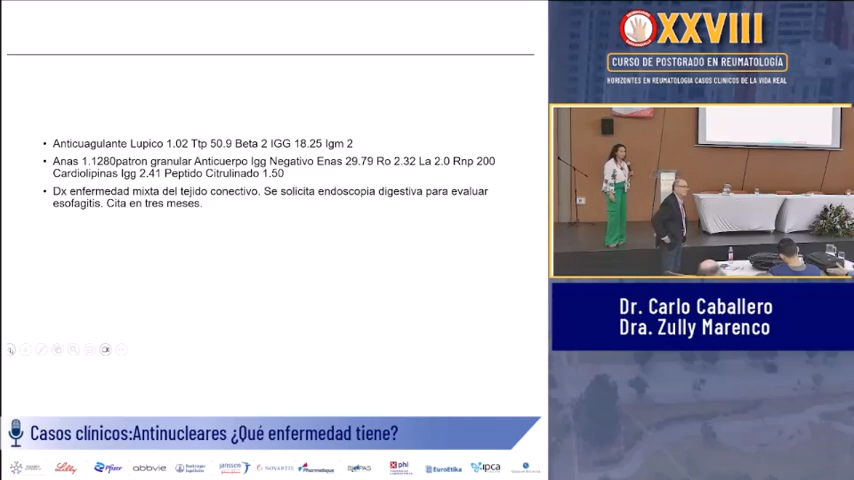 • Anticuagulante Lupico 1.02 Ttp 50.9 Beta 2 IGG 18.25 Igm 2
• Anas 1.1280patron granular Anticuerpo Igg Negativo Enas 29.79 Ro 2.32 La 2.0 Rnp 200
Cardiolipinas Igg 2.41 Peptido Citrulinado 1.50
• Dx enfermedad mixta del tejido conectivo. Se solicita endoscopia digestiva para evaluar
esofagitis. Cita en tres meses.
XXVIII
CURSO DE POSTGRADO EN REUMATOLOGÍA
HORIZONTES EN REUMATOLOGIA CASOS CLINICOS DE LA VIDA REAL
Dr. Carlo Caballero
Dra. Zully Marenco
Casos clínicos:Antinucleares ¿Qué enfermedad tiene?
Lilly
Pfizer
abbvie
janssen
NOVARTIS
Pharmatique
BIOPAS
phi
EuroEtika
ipca